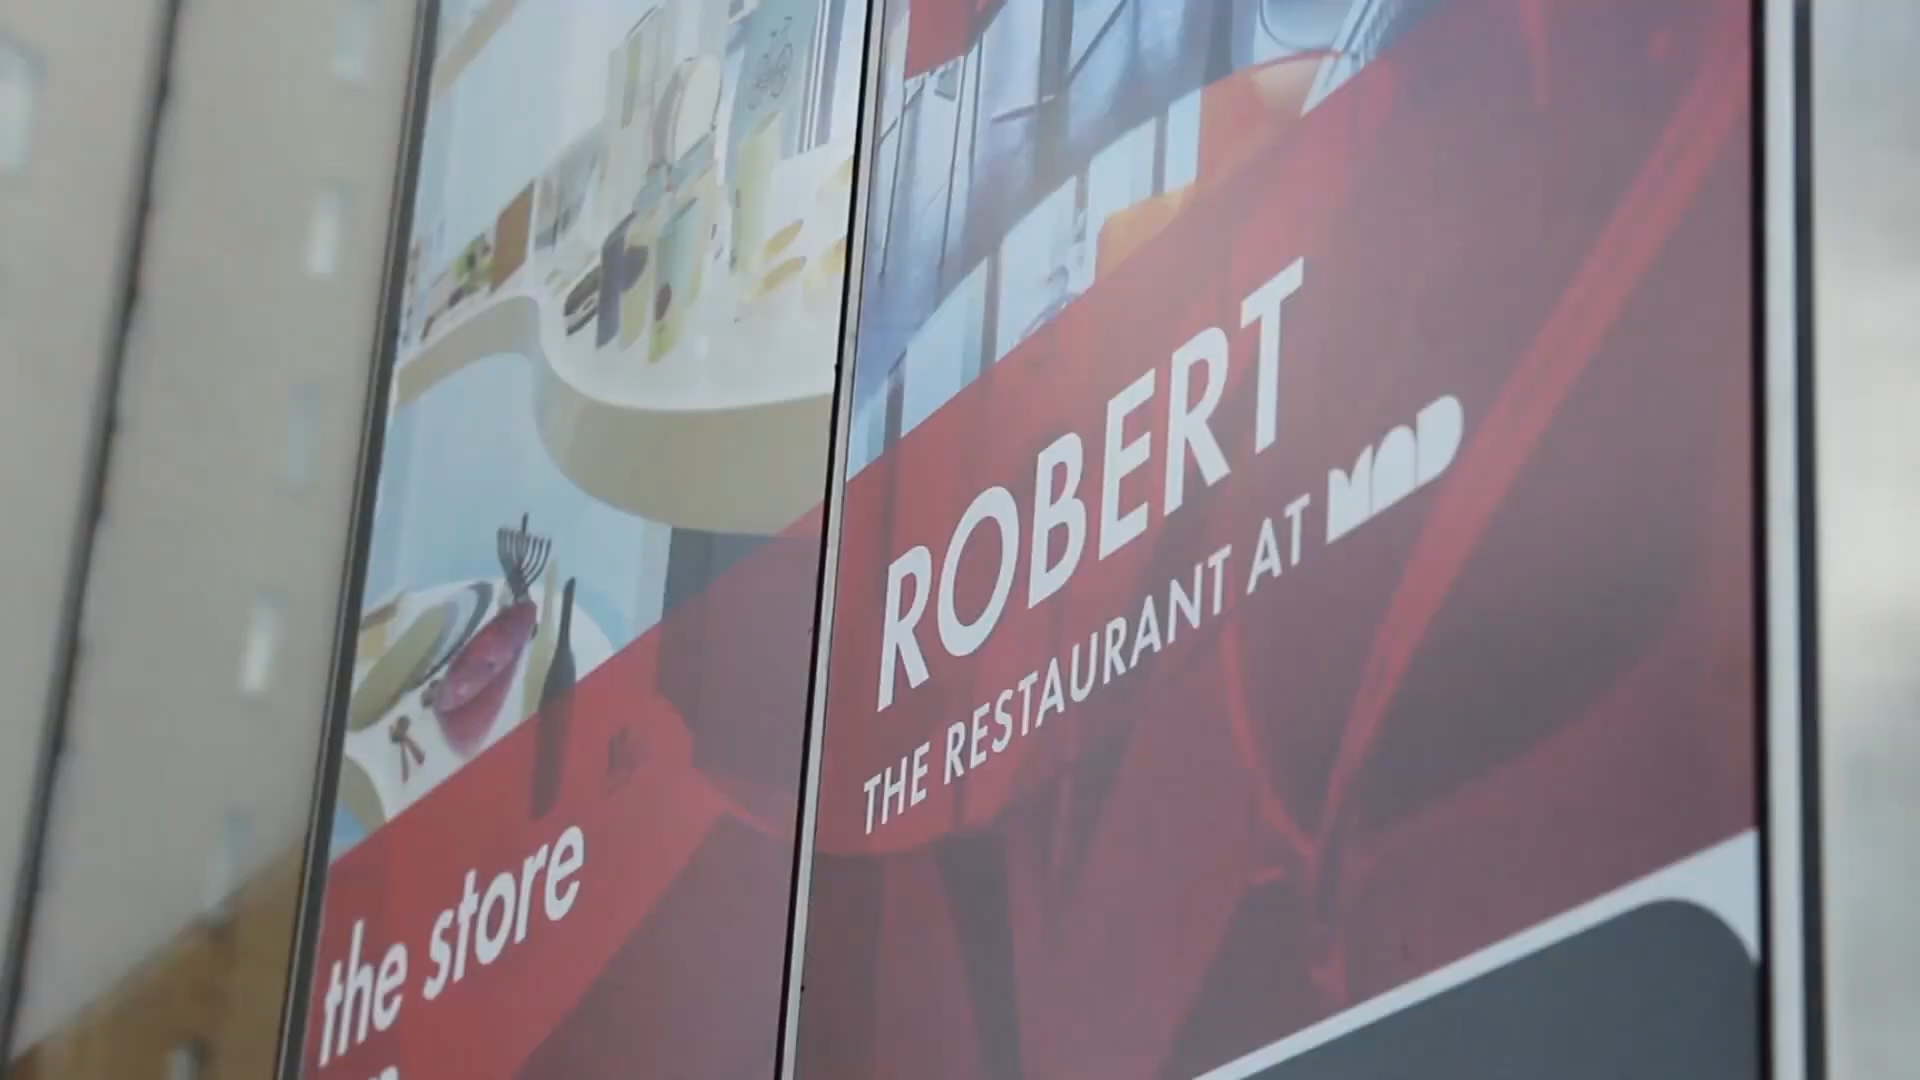 ROBERT
THE RESTAURANT AT MAD
the store